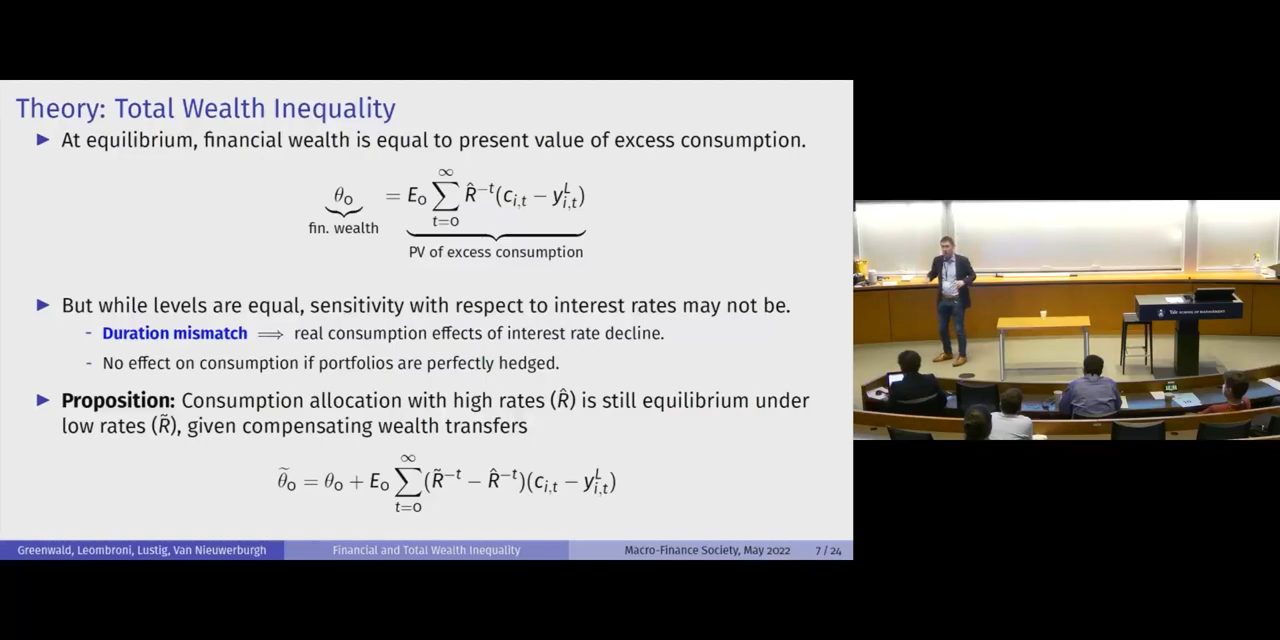 Theory: Total Wealth Inequality
▶ At equilibrium, financial wealth is equal to present value of excess consumption.
θ₀ = E₀ ∑_{t=0}^{∞} R̂^{−t}(c_{i,t} − y^L_{i,t})
fin. wealth
PV of excess consumption
▶ But while levels are equal, sensitivity with respect to interest rates may not be.
- Duration mismatch ⟹ real consumption effects of interest rate decline.
- No effect on consumption if portfolios are perfectly hedged.
▶ Proposition: Consumption allocation with high rates (R̂) is still equilibrium under
low rates (R̃), given compensating wealth transfers
θ̃₀ = θ₀ + E₀ ∑_{t=0}^{∞} (R̃^{−t} − R̂^{−t})(c_{i,t} − y^L_{i,t})
Greenwald, Leombroni, Lustig, Van Nieuwerburgh Financial and Total Wealth Inequality Macro-Finance Society, May 2022 7 / 24
Yale SCHOOL OF MANAGEMENT